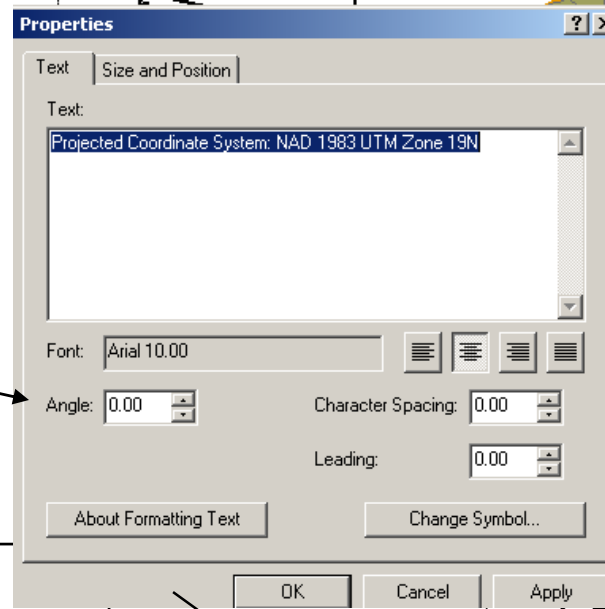 Properties
Text Size and Position
Text:
Projected Coordinate System: NAD 1983 UTM Zone 19N
Font: Arial 10.00
Angle: 0.00 Character Spacing: 0.00
Leading: 0.00
About Formatting Text Change Symbol...
OK Cancel Apply